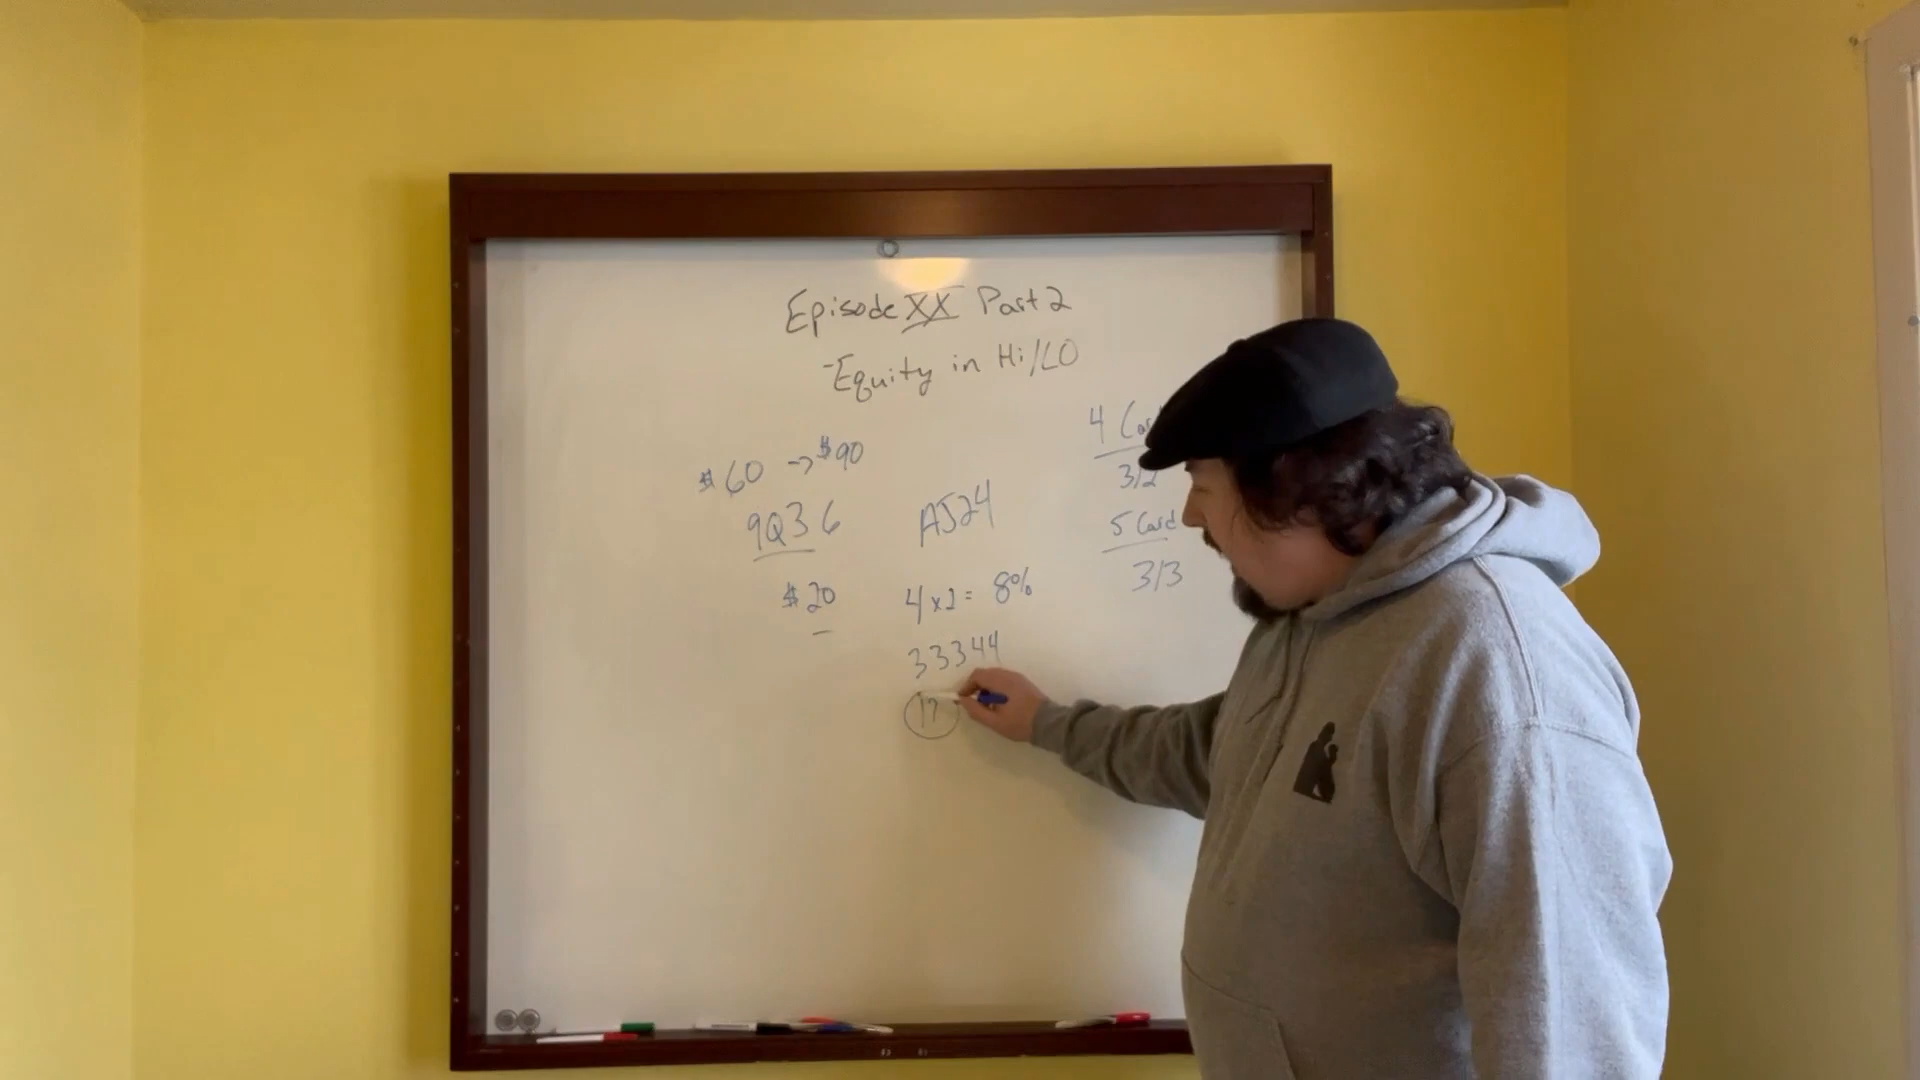 Episode XX Part 2
-Equity in Hi/LO
$60 -> $90
9Q36
$20
AJ24
4x2= 8%
33344
17
4
3/2
5 Card
3/3